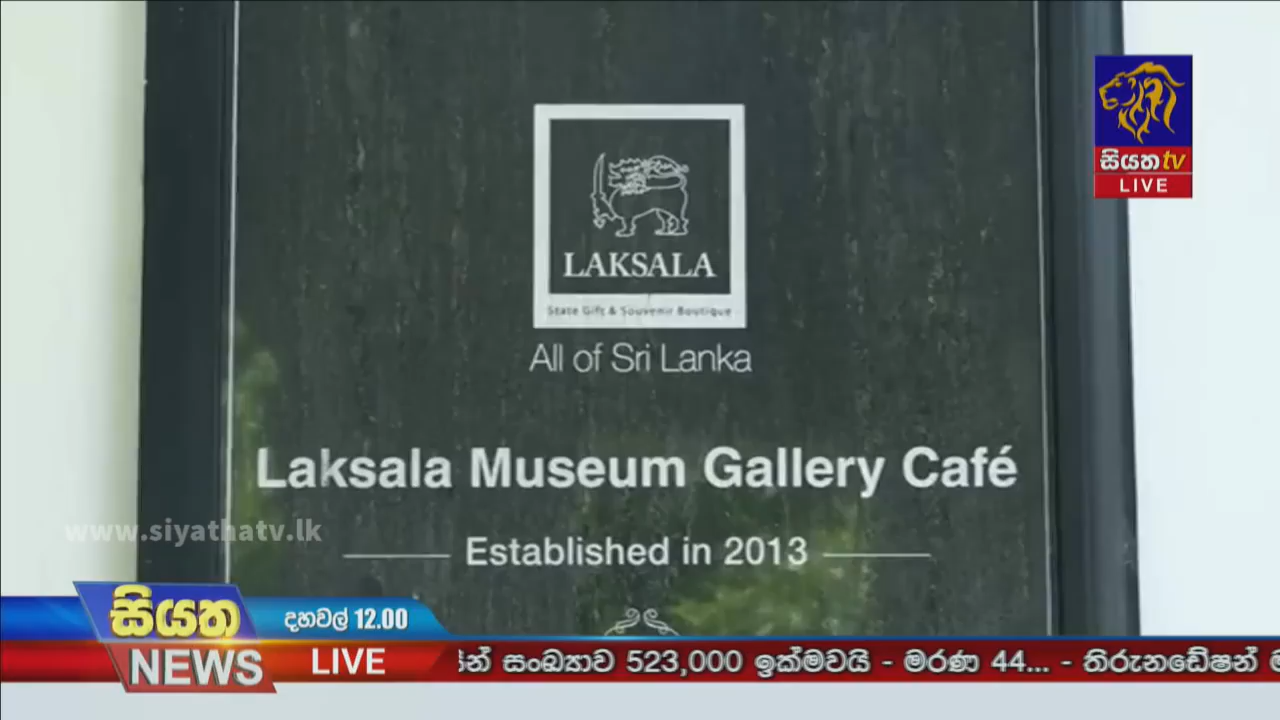 සියත tv
LIVE
LAKSALA
State Gift & Souvenir Boutique
All of Sri Lanka
Laksala Museum Gallery Café
Established in 2013
www.siyathatv.lk
සියත
NEWS
දහවල් 12.00
LIVE
සංඛ්‍යාව 523,000 ඉක්මවයි - මරණ 44... - තිරුනඩේෂන්